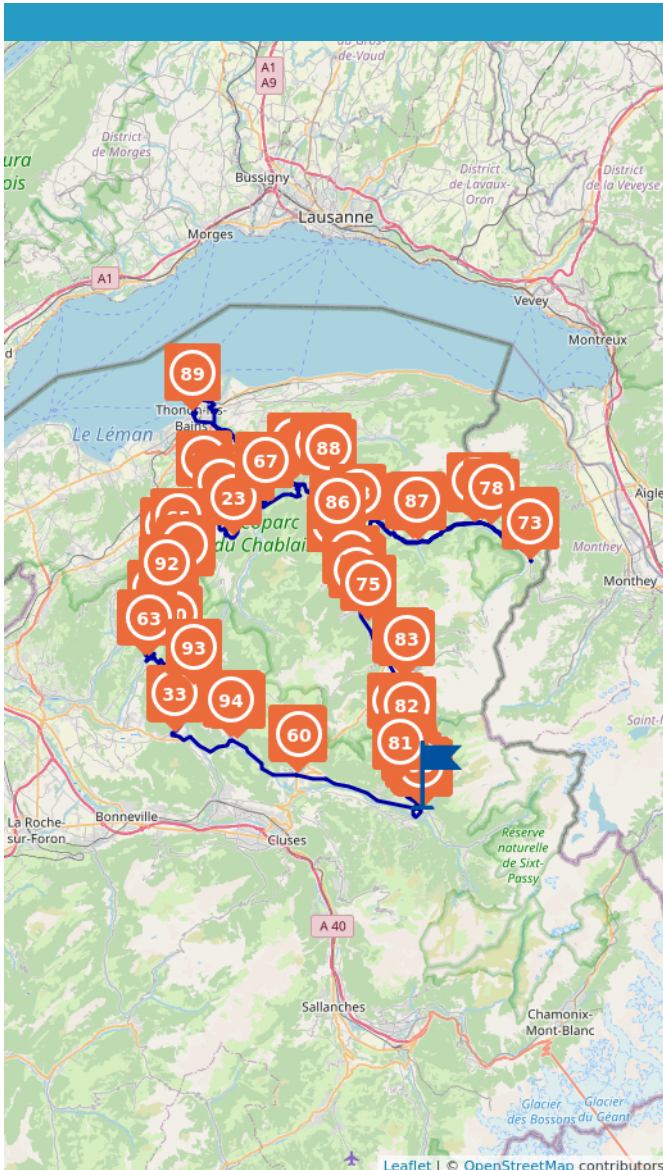 de-Vaud
A1
A9
District
de Morges
ura
ois
Bussigny
District
de Lavaux-
Oron
District
de la Veveyse
Lausanne
Morges
A1
Vevey
Montreux
d
89
Thonon-les-
Bains
Le Léman
67
88
23
86
87
78
73
Aigle
du Chablais
Monthey
Monthey
92
75
63
93
83
33
94
82
60
81
Saint-M
La Roche-
sur-Foron
Bonneville
Cluses
Réserve
naturelle
de Sixt-
Passy
A 40
Sallanches
Chamonix-
Mont-Blanc
Glacier
des Bossons
Glacier
du Géant
Leaflet | © OpenStreetMap contributors